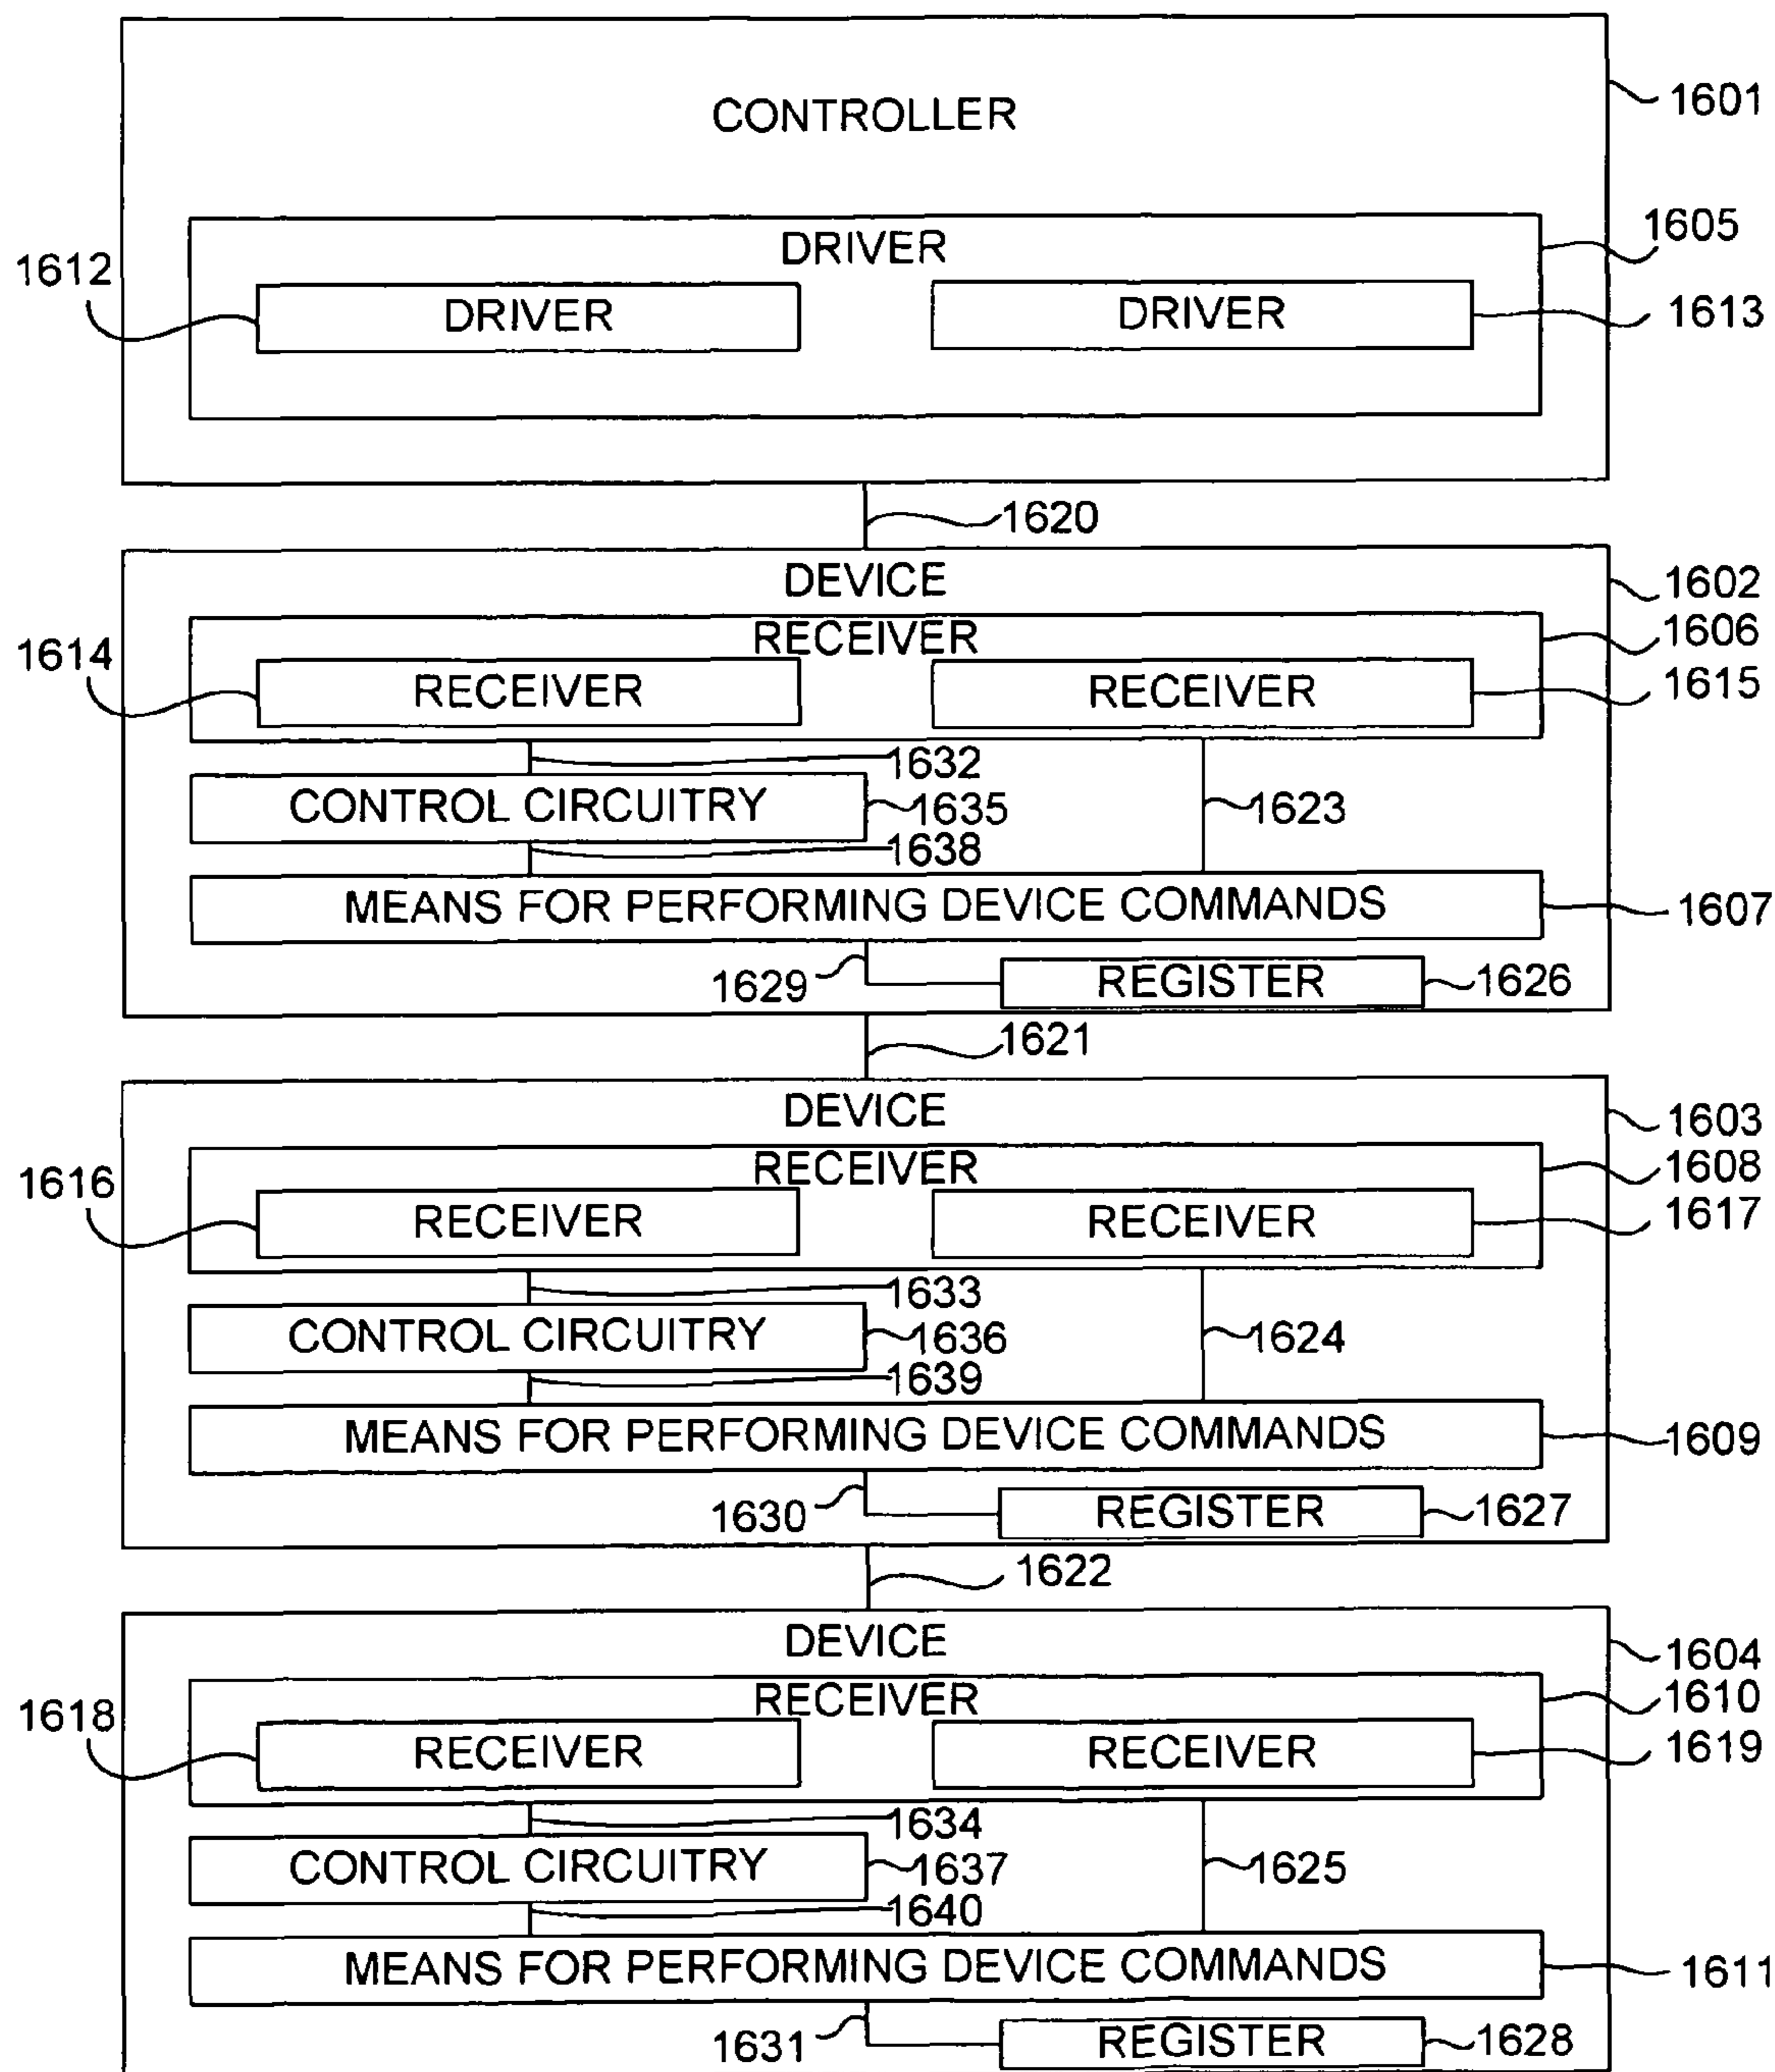 CONTROLLER
1601
DRIVER
1605
1612
DRIVER
DRIVER
1613
1620
DEVICE
1602
RECEIVER
1606
1614
RECEIVER
RECEIVER
1615
1632
CONTROL CIRCUITRY
1635
1623
1638
MEANS FOR PERFORMING DEVICE COMMANDS
1607
1629
REGISTER
1626
1621
DEVICE
1603
RECEIVER
1608
1616
RECEIVER
RECEIVER
1617
1633
CONTROL CIRCUITRY
1636
1624
1639
MEANS FOR PERFORMING DEVICE COMMANDS
1609
1630
REGISTER
1627
1622
DEVICE
1604
RECEIVER
1610
1618
RECEIVER
RECEIVER
1619
1634
CONTROL CIRCUITRY
1637
1625
1640
MEANS FOR PERFORMING DEVICE COMMANDS
1611
1631
REGISTER
1628